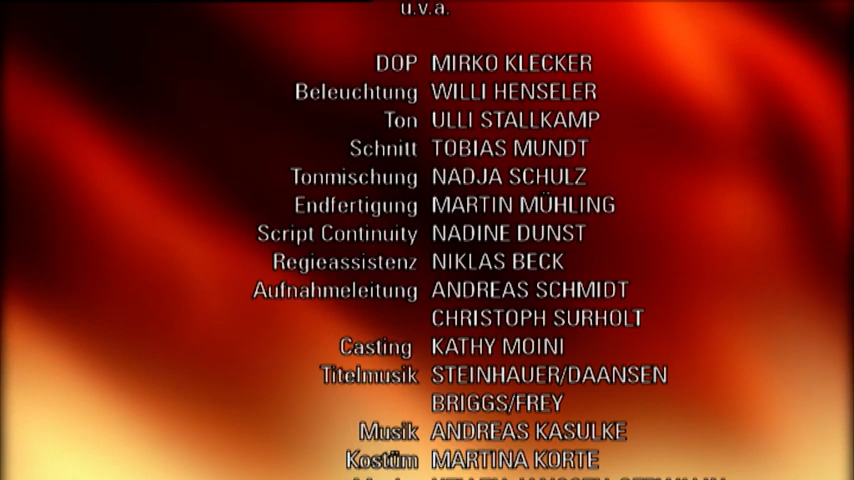 u.v.a.
DOP MIRKO KLECKER
Beleuchtung WILLI HENSELER
Ton ULLI STALLKAMP
Schnitt TOBIAS MUNDT
Tonmischung NADJA SCHULZ
Endfertigung MARTIN MÜHLING
Script Continuity NADINE DUNST
Regieassistenz NIKLAS BECK
Aufnahmeleitung ANDREAS SCHMIDT
CHRISTOPH SURHOLT
Casting KATHY MOINI
Titelmusik STEINHAUER/DAANSEN
BRIGGS/FREY
Musik ANDREAS KASULKE
Kostüm MARTINA KORTE